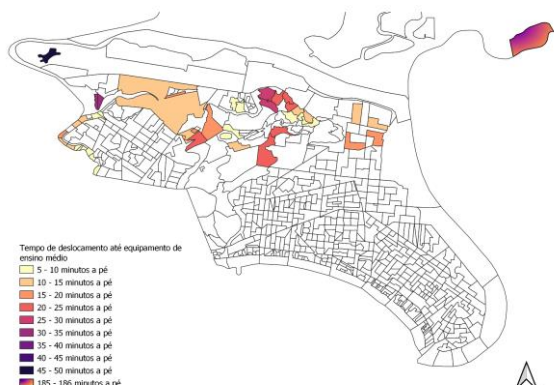 Tempo de deslocamento até equipamento de
ensino médio
5 - 10 minutos a pé
10 - 15 minutos a pé
15 - 20 minutos a pé
20 - 25 minutos a pé
25 - 30 minutos a pé
30 - 35 minutos a pé
35 - 40 minutos a pé
40 - 45 minutos a pé
45 - 50 minutos a pé
185 - 186 minutos a pé